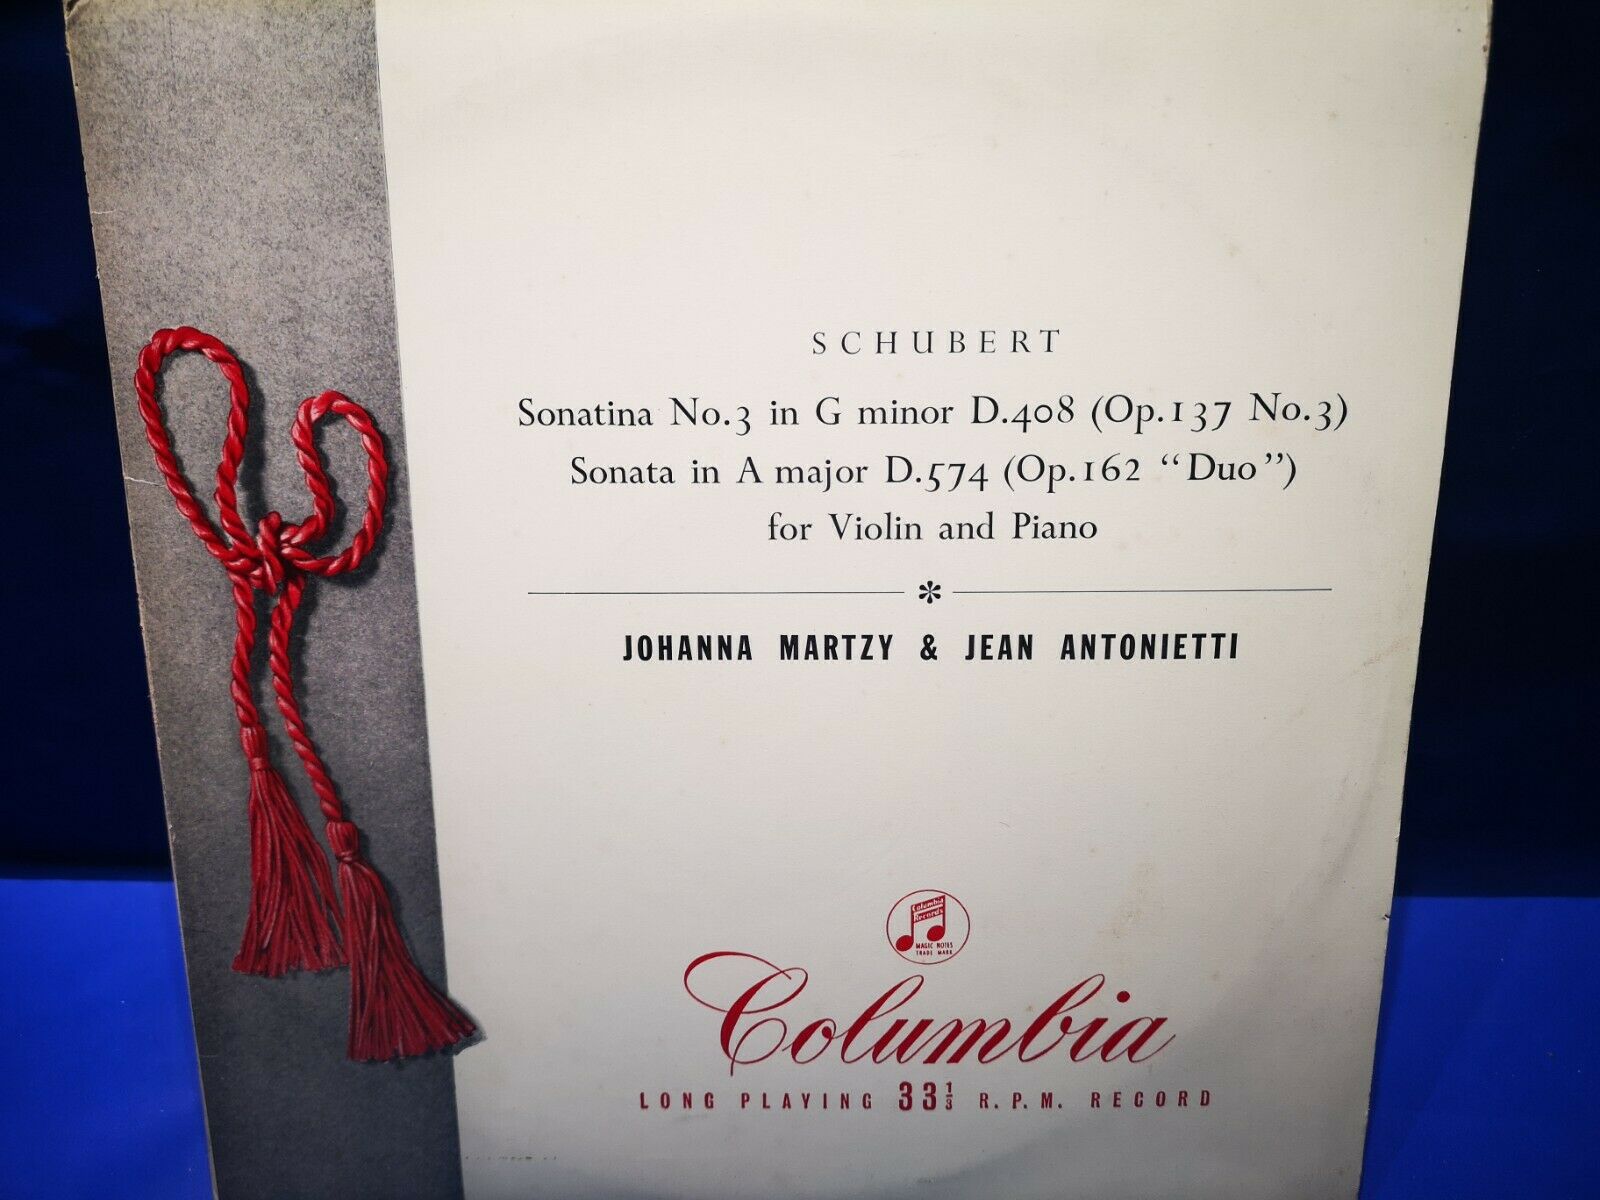 SCHUBERT
Sonatina No.3 in G minor D.408 (Op.137 No.3)
Sonata in A major D.574 (Op.162 “Duo”)
for Violin and Piano
*
JOHANNA MARTZY & JEAN ANTONIETTI
Columbia
Records
MAGIC NOTES
TRADE MARK
Columbia
LONG PLAYING 33⅓ R.P.M. RECORD